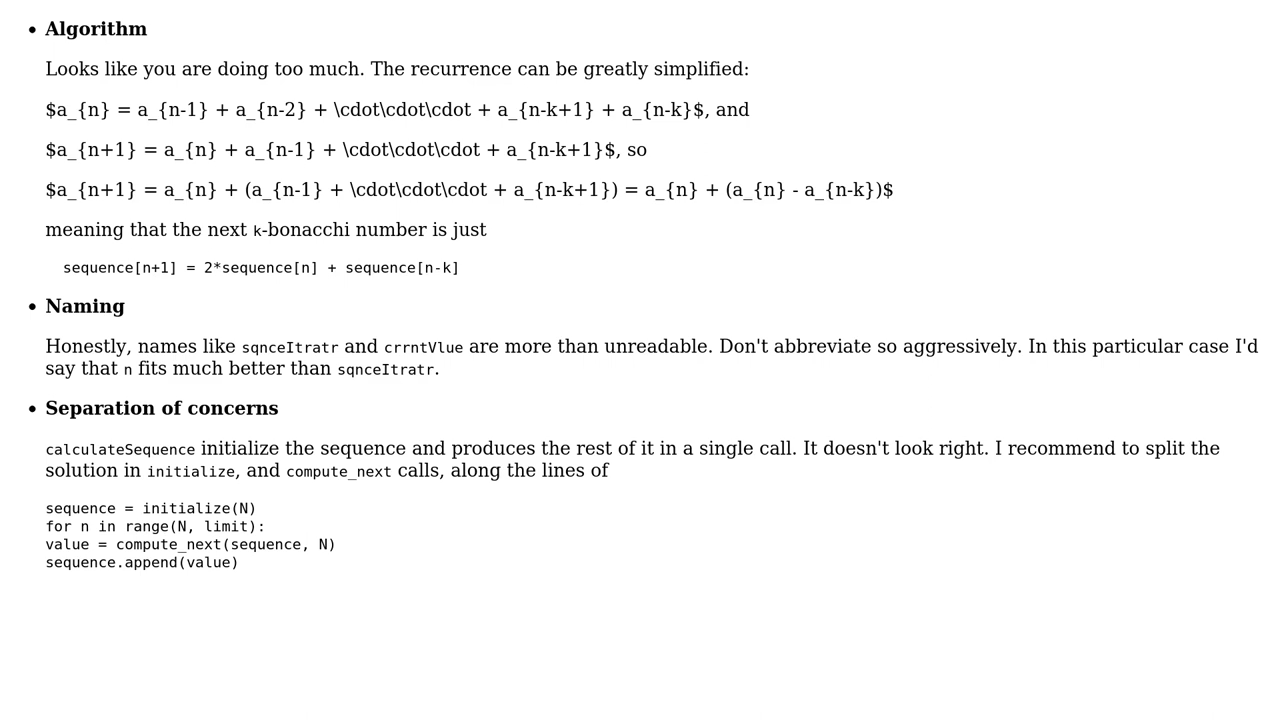 • Algorithm
Looks like you are doing too much. The recurrence can be greatly simplified:
$a_{n} = a_{n-1} + a_{n-2} + \cdot\cdot\cdot + a_{n-k+1} + a_{n-k}$, and
$a_{n+1} = a_{n} + a_{n-1} + \cdot\cdot\cdot + a_{n-k+1}$, so
$a_{n+1} = a_{n} + (a_{n-1} + \cdot\cdot\cdot + a_{n-k+1}) = a_{n} + (a_{n} - a_{n-k})$
meaning that the next k-bonacchi number is just
sequence[n+1] = 2*sequence[n] + sequence[n-k]
• Naming
Honestly, names like sqnceItratr and crrntVlue are more than unreadable. Don't abbreviate so aggressively. In this particular case I'd
say that n fits much better than sqnceItratr.
• Separation of concerns
calculateSequence initialize the sequence and produces the rest of it in a single call. It doesn't look right. I recommend to split the
solution in initialize, and compute_next calls, along the lines of
sequence = initialize(N)
for n in range(N, limit):
value = compute_next(sequence, N)
sequence.append(value)